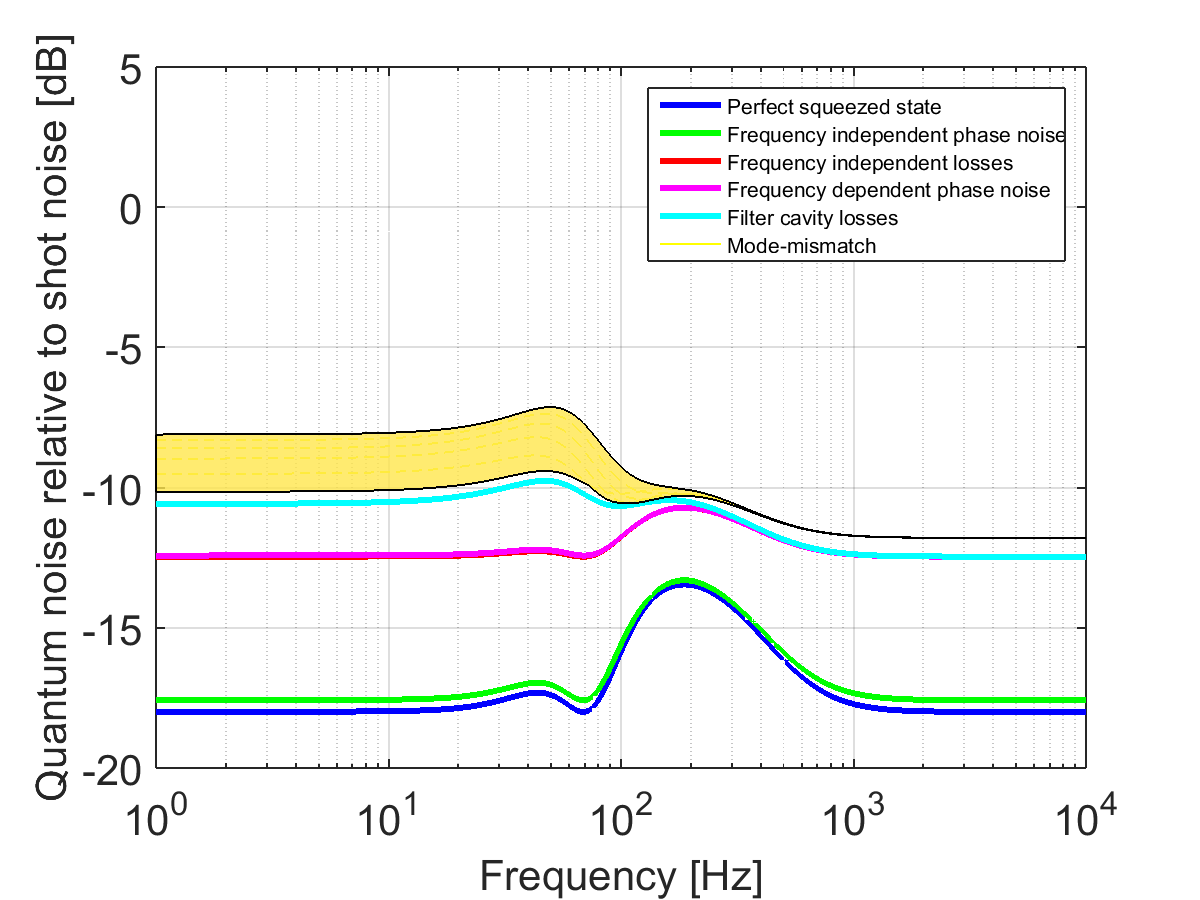 Quantum noise relative to shot noise [dB]
5
0
-5
-10
-15
-20
Perfect squeezed state
Frequency independent phase noise
Frequency independent losses
Frequency dependent phase noise
Filter cavity losses
Mode-mismatch
10^0 10^1 10^2 10^3 10^4
Frequency [Hz]